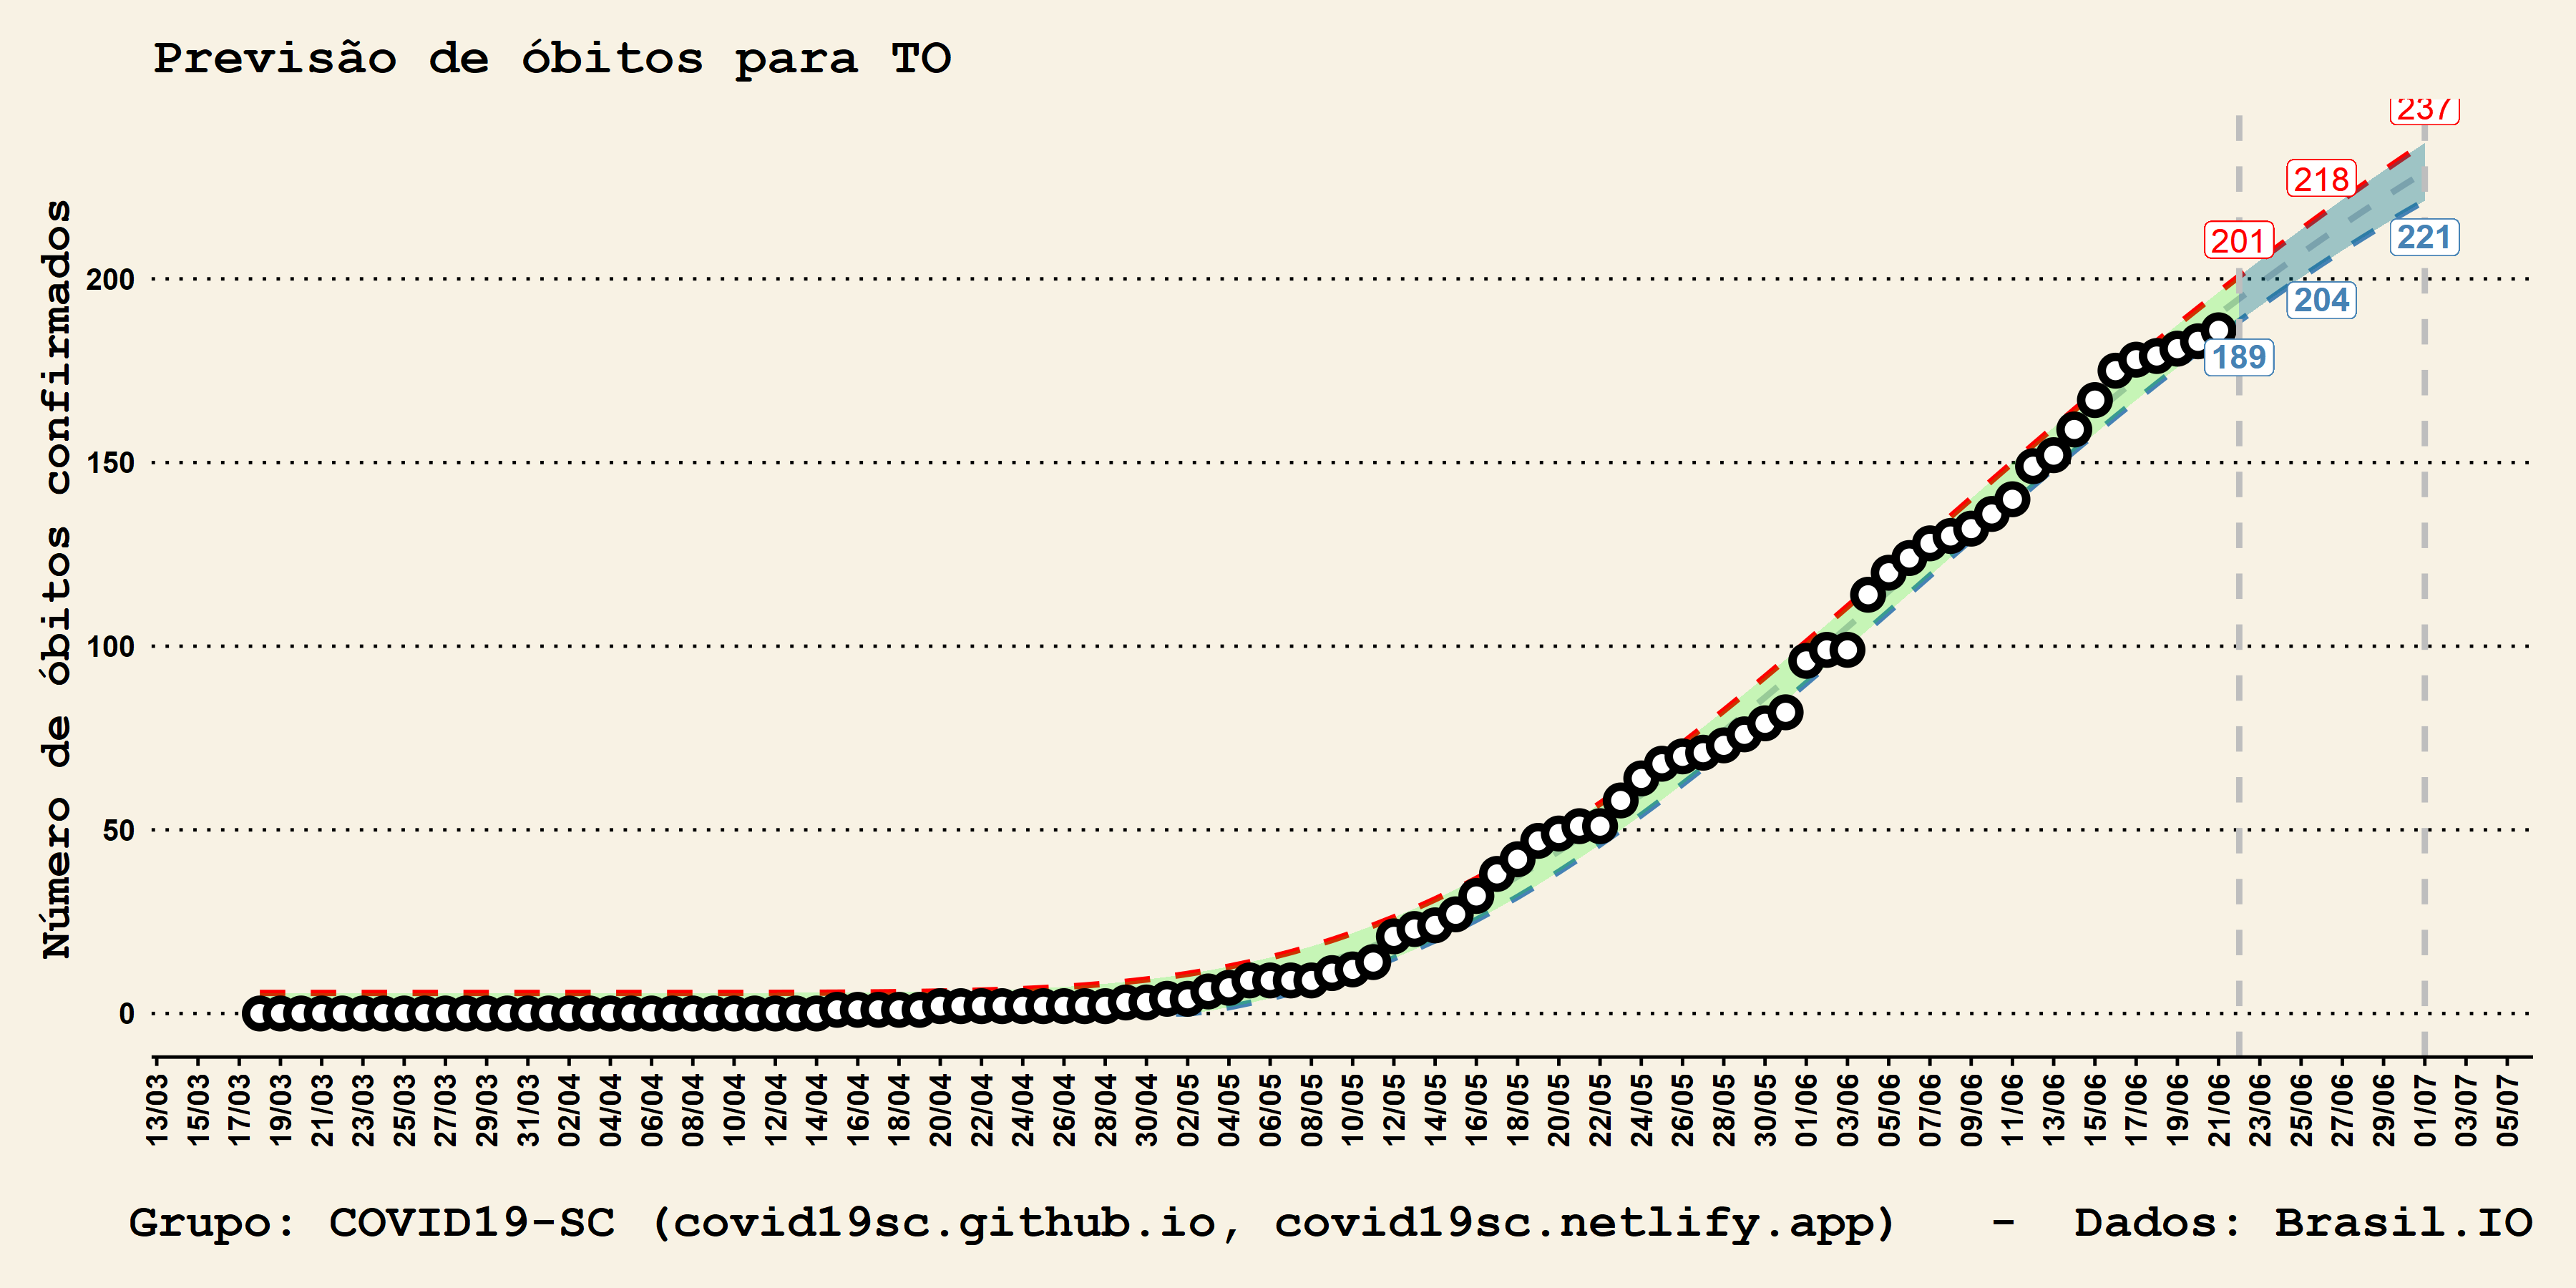 Previsão de óbitos para TO
Número de óbitos confirmados
237
218
201
221
204
189
200
150
100
50
0
13/03 15/03 17/03 19/03 21/03 23/03 25/03 27/03 29/03 31/03 02/04 04/04 06/04 08/04 10/04 12/04 14/04 16/04 18/04 20/04 22/04 24/04 26/04 28/04 30/04 02/05 04/05 06/05 08/05 10/05 12/05 14/05 16/05 18/05 20/05 22/05 24/05 26/05 28/05 30/05 01/06 03/06 05/06 07/06 09/06 11/06 13/06 15/06 17/06 19/06 21/06 23/06 25/06 27/06 29/06 01/07 03/07 05/07
Grupo: COVID19-SC (covid19sc.github.io, covid19sc.netlify.app) - Dados: Brasil.IO